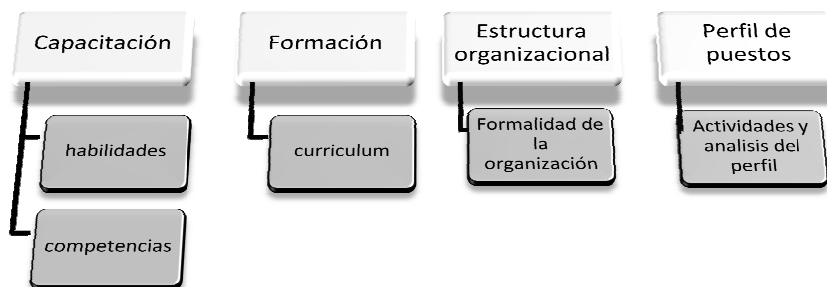 Capacitación
habilidades
competencias
Formación
curriculum
Estructura
organizacional
Formalidad de
la
organización
Perfil de
puestos
Actividades y
analisis del
perfil